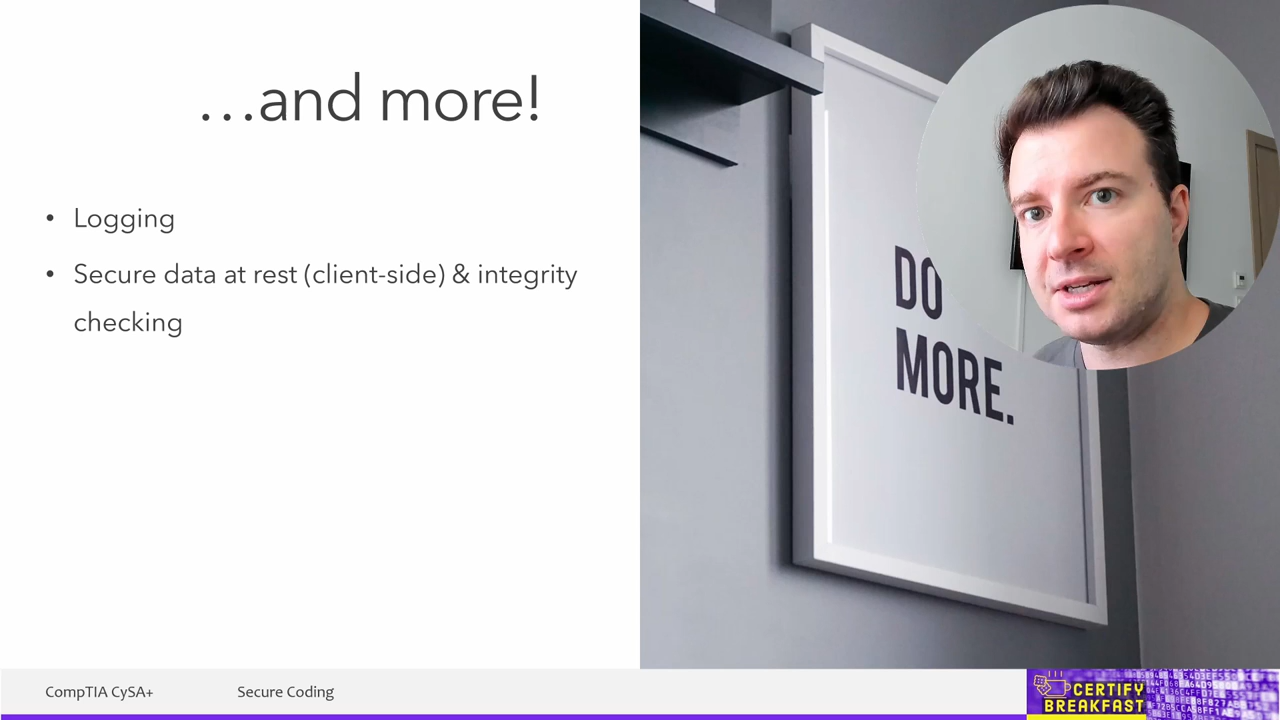 …and more!
• Logging
• Secure data at rest (client-side) & integrity
checking
DO
MORE.
CompTIA CySA+
Secure Coding
CERTIFY
BREAKFAST